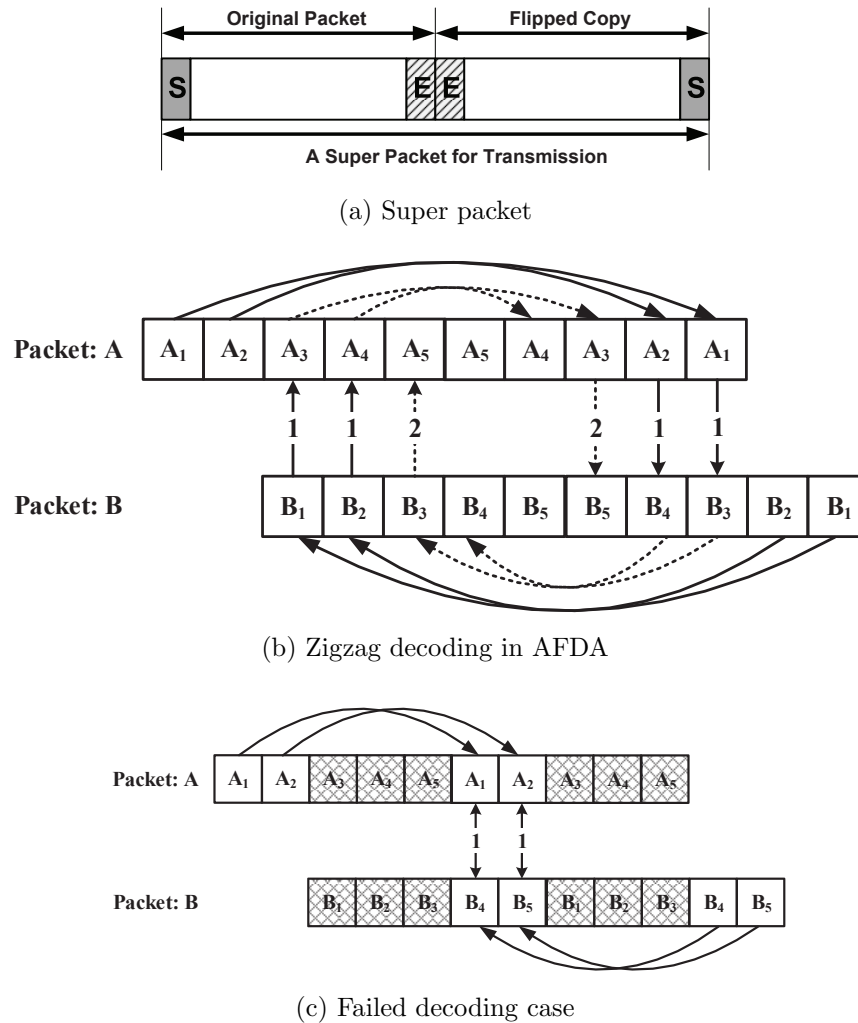 Original Packet Flipped Copy
S E E S
A Super Packet for Transmission
(a) Super packet
Packet: A A₁ A₂ A₃ A₄ A₅ A₅ A₄ A₃ A₂ A₁
1 1 2 2 1 1
Packet: B B₁ B₂ B₃ B₄ B₅ B₅ B₄ B₃ B₂ B₁
(b) Zigzag decoding in AFDA
Packet: A A₁ A₂ A₃ A₄ A₅ A₁ A₂ A₃ A₄ A₅
1 1
Packet: B B₁ B₂ B₃ B₄ B₅ B₁ B₂ B₃ B₄ B₅
(c) Failed decoding case